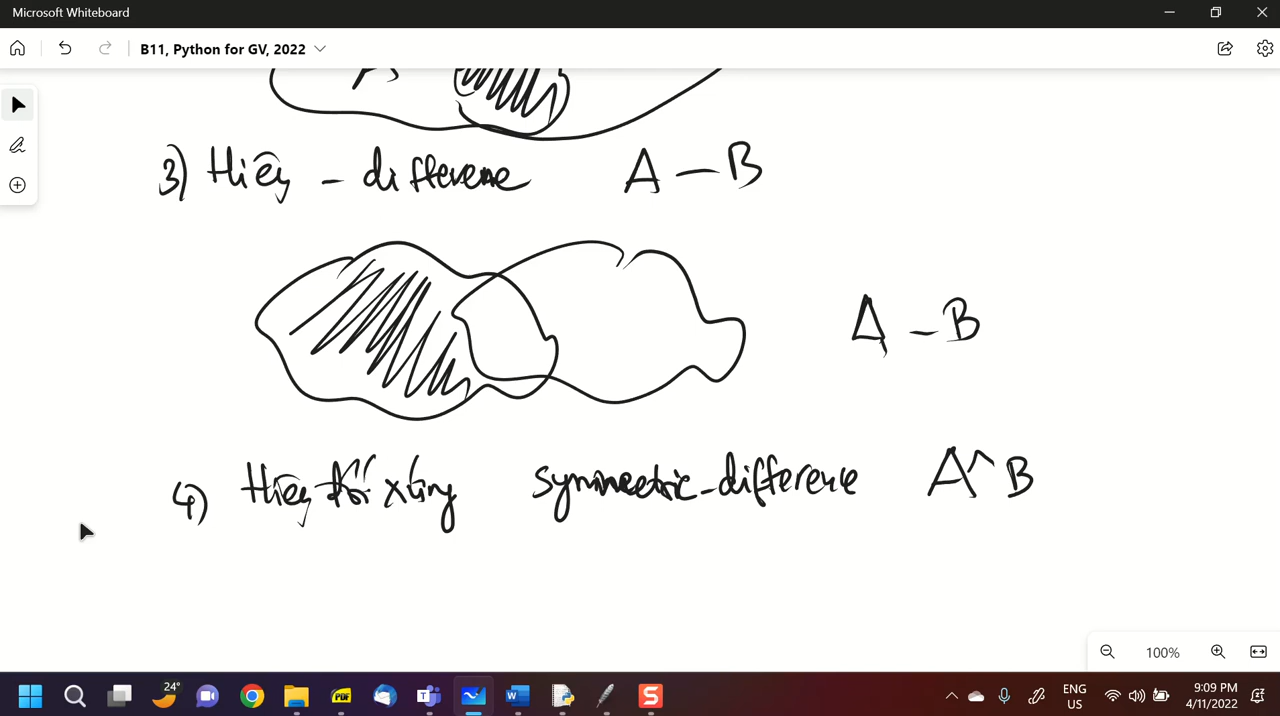 Microsoft Whiteboard
B11, Python for GV, 2022
A
3) Hiệu - difference A - B
A - B
4) Hiệu đối xứng symmetric_difference A^B
100%
24°
ENG
US
9:09 PM
4/11/2022